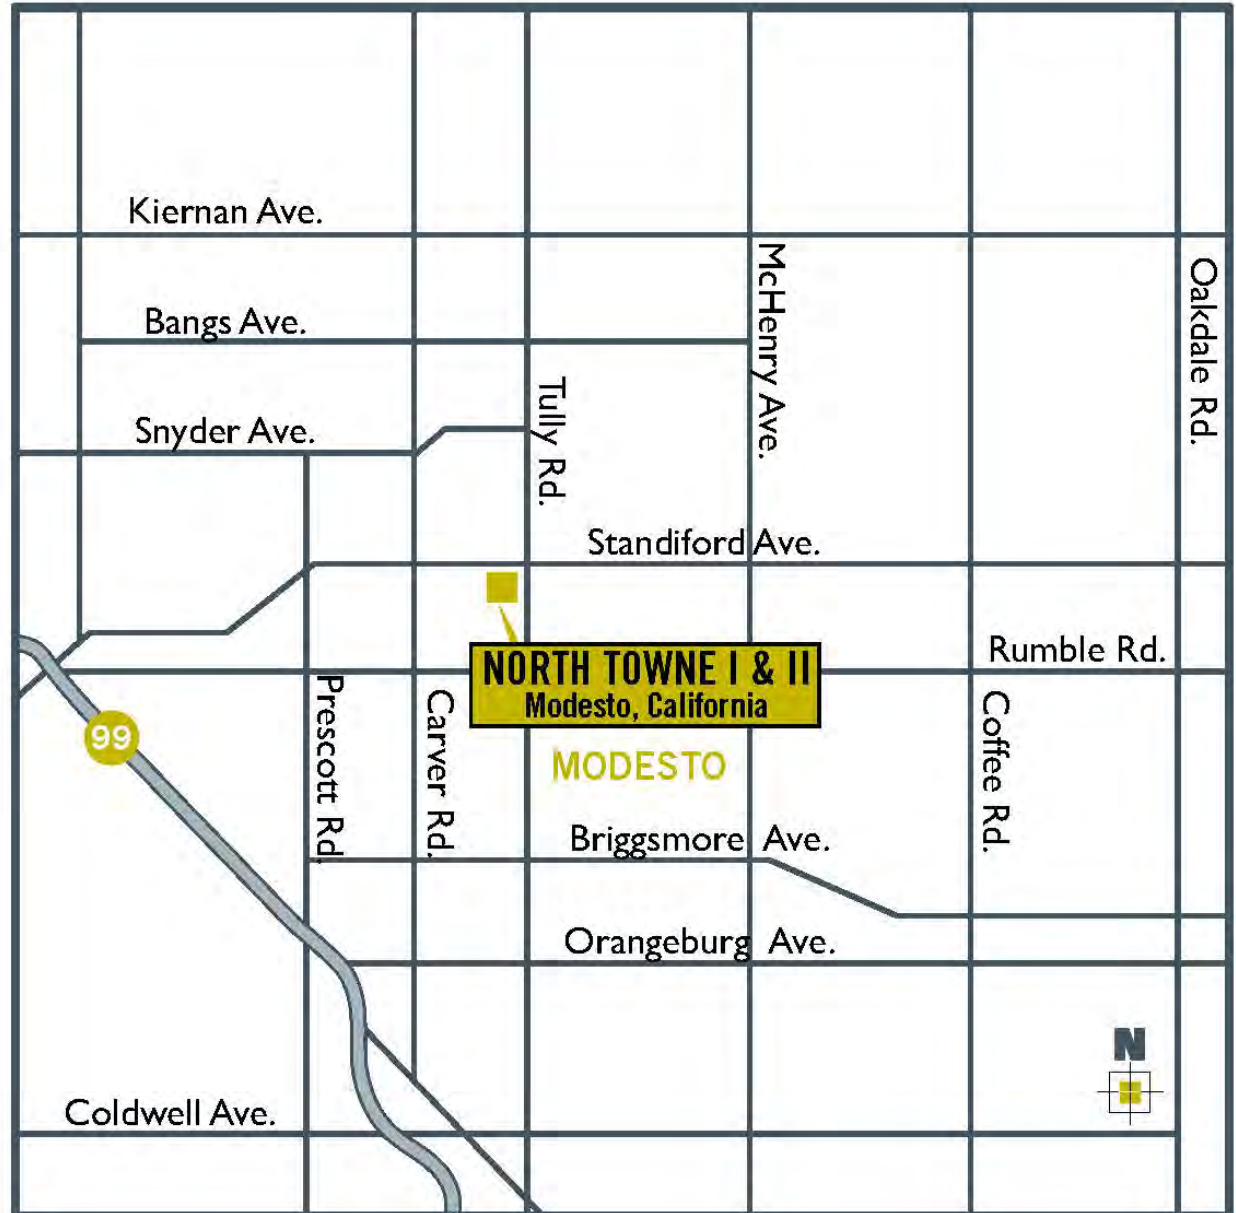 Kiernan Ave.
McHenry Ave.
Oakdale Rd.
Bangs Ave.
Tully Rd.
Snyder Ave.
Standiford Ave.
Rumble Rd.
NORTH TOWNE I & II
Modesto, California
Prescott Rd.
Carver Rd.
Coffee Rd.
99
MODESTO
Briggsmore Ave.
Orangeburg Ave.
N
Coldwell Ave.